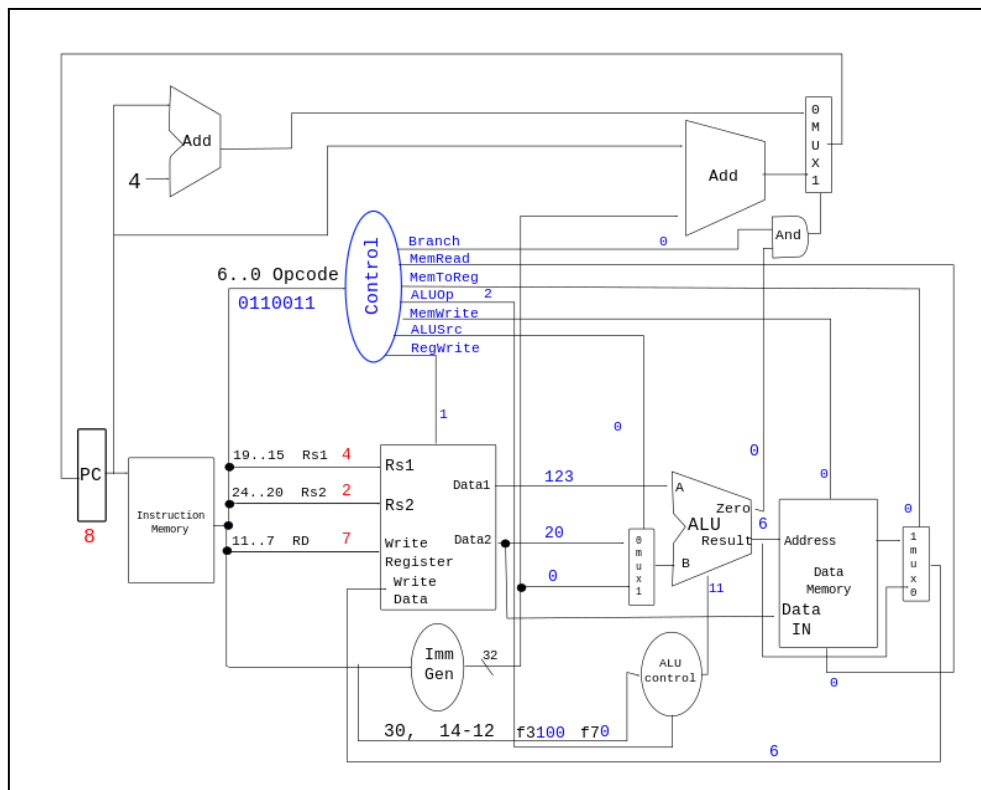 0
M
U
X
1
Add
4
Add
And
Branch 0
MemRead
6..0 Opcode
MemToReg
0110011
ALUOp 2
MemWrite
ALUSrc
RegWrite
Control
1
0
0
0
0
PC
8
Instruction
Memory
19..15 Rs1 4
24..20 Rs2 2
11..7 RD 7
Rs1
Rs2
Write
Register
Write
Data
Data1
Data2
123
20
0
0
m
u
x
1
A
B
ALU
Zero
Result
6
11
Address
Data
Memory
Data
IN
1
m
u
x
0
Imm
Gen
32
ALU
control
0
30, 14-12 f3100 f70
6